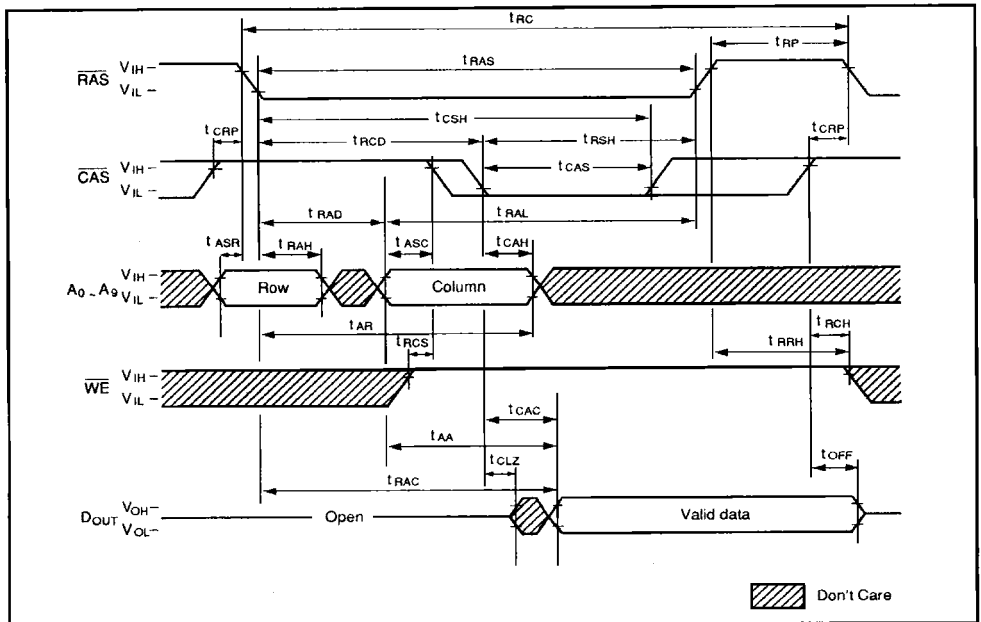 tRC
tRP
tRAS
RAS VIH
VIL
tCSH
tCRP
tRCD
tRSH
tCRP
CAS VIH
VIL
tCAS
tRAD
tRAL
tASR
tRAH
tASC
tCAH
A0 ~ A9 VIH
VIL
Row
Column
tAR
tRCS
tRCH
tRRH
WE VIH
VIL
tCAC
tAA
tCLZ
tOFF
tRAC
DOUT VOH
VOL
Open
Valid data
Don't Care